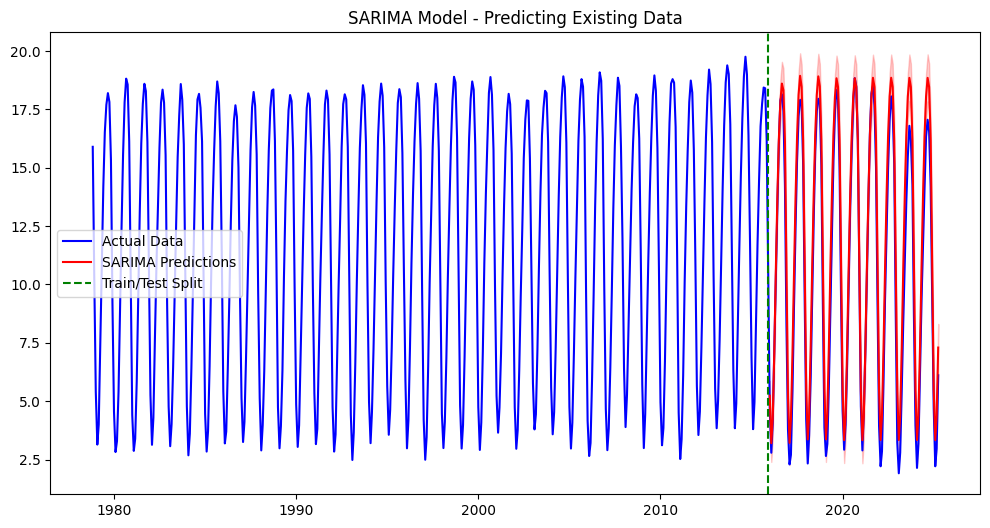 SARIMA Model - Predicting Existing Data
20.0
17.5
15.0
12.5
10.0
7.5
5.0
2.5
Actual Data
SARIMA Predictions
Train/Test Split
1980 1990 2000 2010 2020